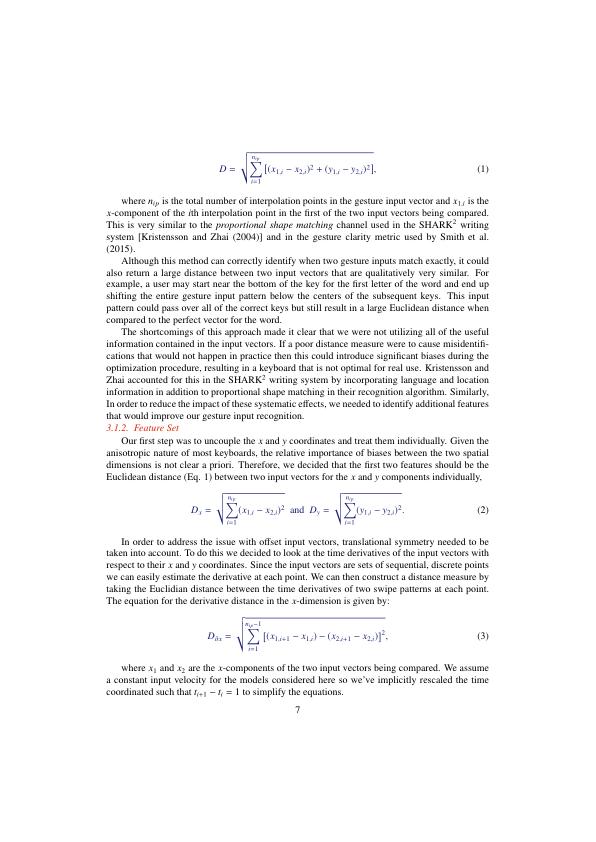 D = √∑_{i=1}^{n_{ip}} [(x_{1,i} − x_{2,i})² + (y_{1,i} − y_{2,i})²], (1)
where n_{ip} is the total number of interpolation points in the gesture input vector and x_{1,i} is the
x-component of the ith interpolation point in the first of the two input vectors being compared.
This is very similar to the proportional shape matching channel used in the SHARK² writing
system [Kristensson and Zhai (2004)] and in the gesture clarity metric used by Smith et al.
(2015).
Although this method can correctly identify when two gesture inputs match exactly, it could
also return a large distance between two input vectors that are qualitatively very similar. For
example, a user may start near the bottom of the key for the first letter of the word and end up
shifting the entire gesture input pattern below the centers of the subsequent keys. This input
pattern could pass over all of the correct keys but still result in a large Euclidean distance when
compared to the perfect vector for the word.
The shortcomings of this approach made it clear that we were not utilizing all of the useful
information contained in the input vectors. If a poor distance measure were to cause misidentifi-
cations that would not happen in practice then this could introduce significant biases during the
optimization procedure, resulting in a keyboard that is not optimal for real use. Kristensson and
Zhai accounted for this in the SHARK² writing system by incorporating language and location
information in addition to proportional shape matching in their recognition algorithm. Similarly,
In order to reduce the impact of these systematic effects, we needed to identify additional features
that would improve our gesture input recognition.
3.1.2. Feature Set
Our first step was to uncouple the x and y coordinates and treat them individually. Given the
anisotropic nature of most keyboards, the relative importance of biases between the two spatial
dimensions is not clear a priori. Therefore, we decided that the first two features should be the
Euclidean distance (Eq. 1) between two input vectors for the x and y components individually,
D_x = √∑_{i=1}^{n_{ip}} (x_{1,i} − x_{2,i})² and D_y = √∑_{i=1}^{n_{ip}} (y_{1,i} − y_{2,i})². (2)
In order to address the issue with offset input vectors, translational symmetry needed to be
taken into account. To do this we decided to look at the time derivatives of the input vectors with
respect to their x and y coordinates. Since the input vectors are sets of sequential, discrete points
we can easily estimate the derivative at each point. We can then construct a distance measure by
taking the Euclidian distance between the time derivatives of two swipe patterns at each point.
The equation for the derivative distance in the x-dimension is given by:
D_{δx} = √∑_{i=1}^{n_{ip}−1} [(x_{1,i+1} − x_{1,i}) − (x_{2,i+1} − x_{2,i})]², (3)
where x₁ and x₂ are the x-components of the two input vectors being compared. We assume
a constant input velocity for the models considered here so we've implicitly rescaled the time
coordinated such that t_{i+1} − t_i = 1 to simplify the equations.
7